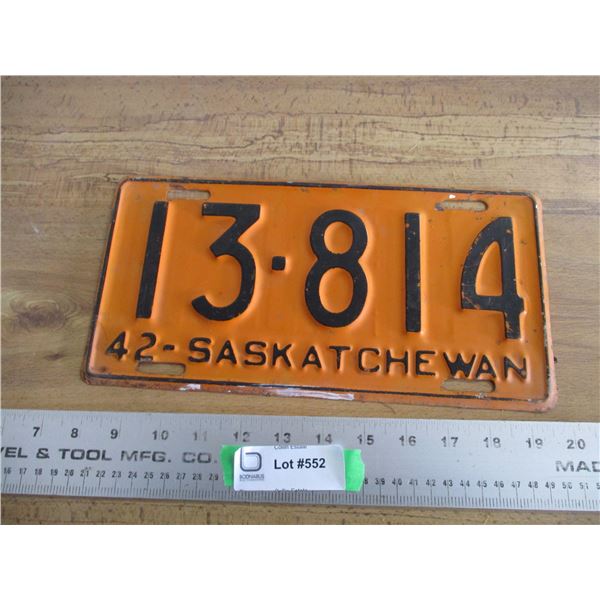 13·814
42-SASKATCHEWAN
7 8 9 10 11 12 13 14 15 16 17 18 19 20
VEL & TOOL MFG. CO. MAD
BODNARUS
Lot #552